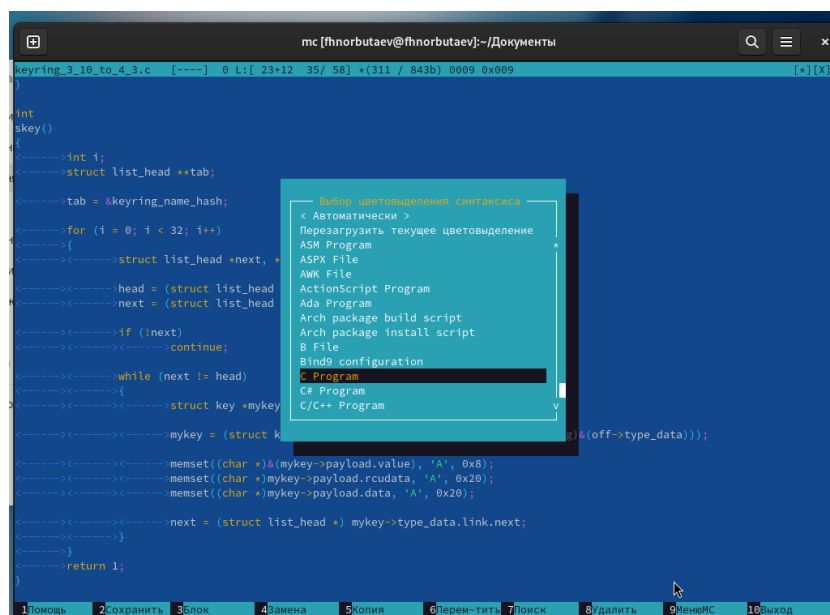 mc [fhnorbutaev@fhnorbutaev]:~/Документы
keyring_3_10_to_4_3.c [----] 0 L:[ 23+12 35/ 58] *(311 / 843b) 0009 0x009 [*][X]
}
int
skey()
{
<------>int i;
<------>struct list_head **tab;
<------>tab = &keyring_name_hash;
<------>for (i = 0; i < 32; i++)
<------>{
<------><------>struct list_head *next, *
<------><------>head = (struct list_head
<------><------>next = (struct list_head
<------><------>if (!next)
<------><------><------>continue;
<------><------>while (next != head)
<------><------>{
<------><------><------>struct key *mykey
<------><------><------>mykey = (struct k
g)&(off->type_data)));
<------><------><------>memset((char *)&(mykey->payload.value), 'A', 0x8);
<------><------><------>memset((char *)mykey->payload.rcudata, 'A', 0x20);
<------><------><------>memset((char *)mykey->payload.data, 'A', 0x20);
<------><------><------>next = (struct list_head *) mykey->type_data.link.next;
<------><------>}
<------>}
<------>return 1;
}
Выбор цветовыделения синтаксиса
< Автоматически >
Перезагрузить текущее цветовыделение
ASM Program
ASPX File
AWK File
ActionScript Program
Ada Program
Arch package build script
Arch package install script
B File
Bind9 configuration
C Program
C# Program
C/C++ Program
1Помощь 2Сохранить 3Блок 4Замена 5Копия 6Перем~тить 7Поиск 8Удалить 9МенюMC 10Выход